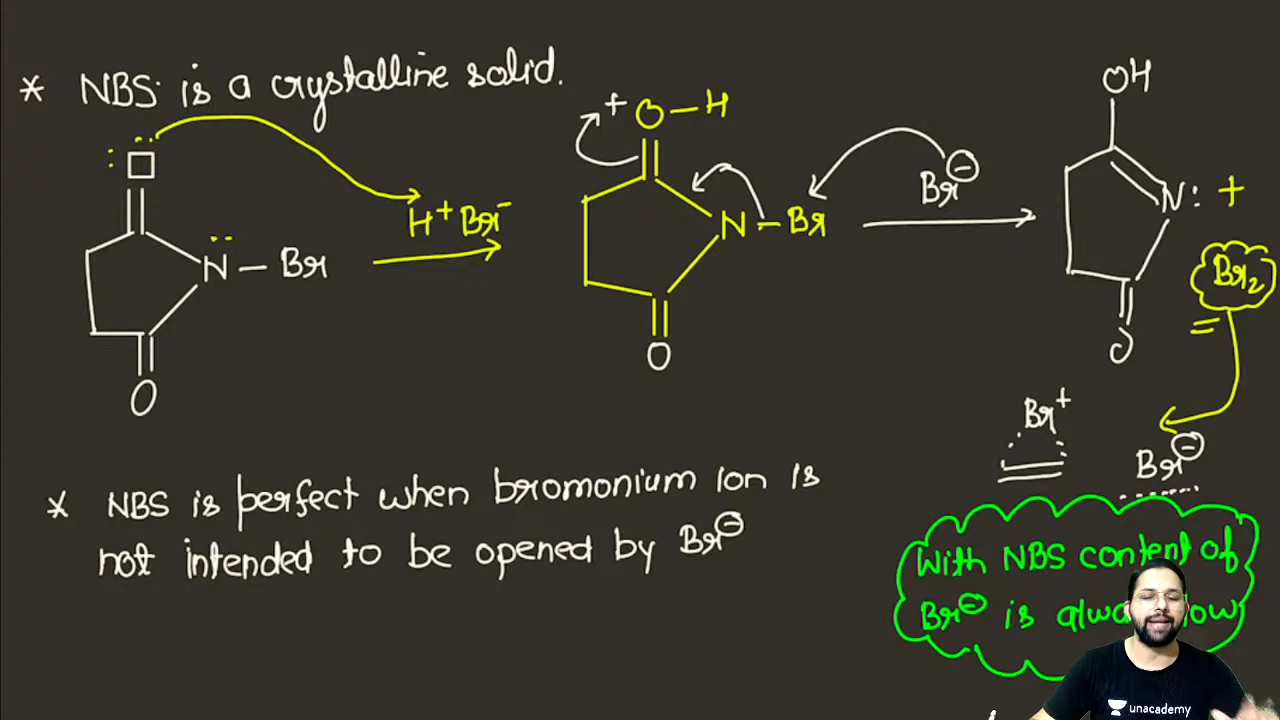 * NBS is a crystalline solid.
□
N – Br
O
H⁺ Br⁻
+ O – H
N – Br
O
Br⊖
OH
N: +
O
Br₂
Br⁺
Br⊖
* NBS is perfect when bromonium ion is
not intended to be opened by Br⊖
With NBS content of
Br⊖ is low
unacademy